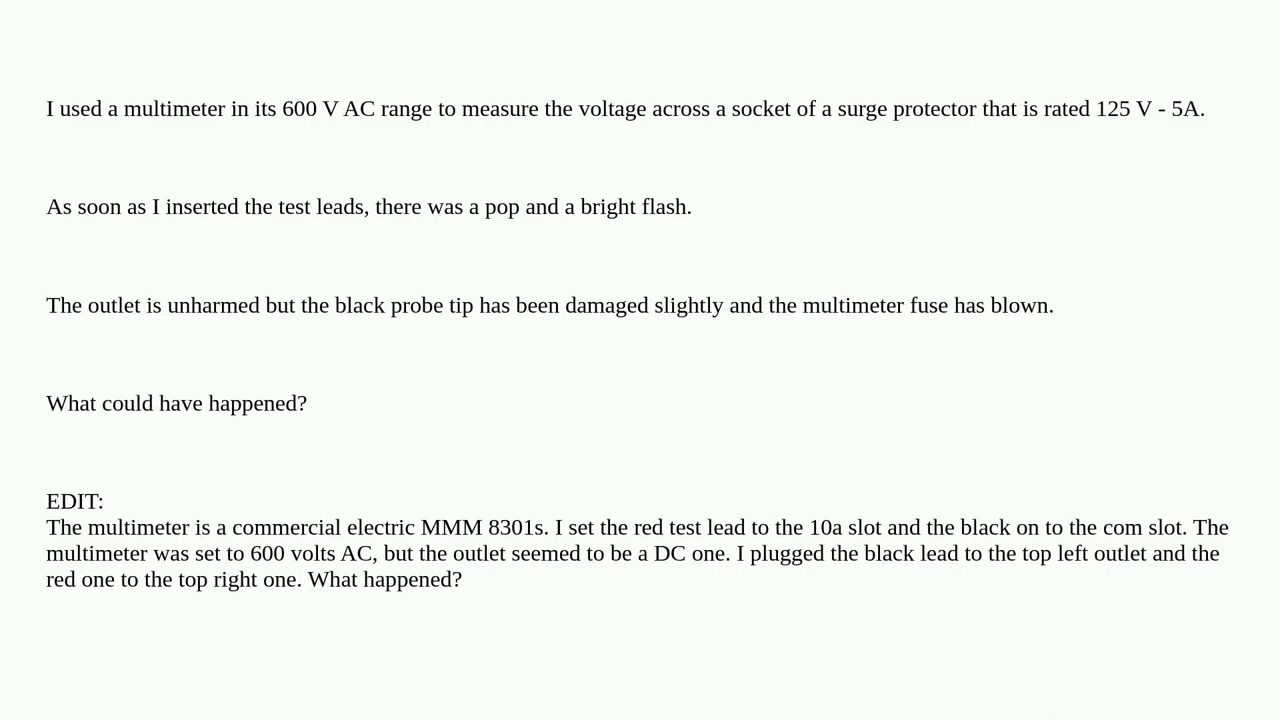 I used a multimeter in its 600 V AC range to measure the voltage across a socket of a surge protector that is rated 125 V - 5A.
As soon as I inserted the test leads, there was a pop and a bright flash.
The outlet is unharmed but the black probe tip has been damaged slightly and the multimeter fuse has blown.
What could have happened?
EDIT:
The multimeter is a commercial electric MMM 8301s. I set the red test lead to the 10a slot and the black on to the com slot. The
multimeter was set to 600 volts AC, but the outlet seemed to be a DC one. I plugged the black lead to the top left outlet and the
red one to the top right one. What happened?